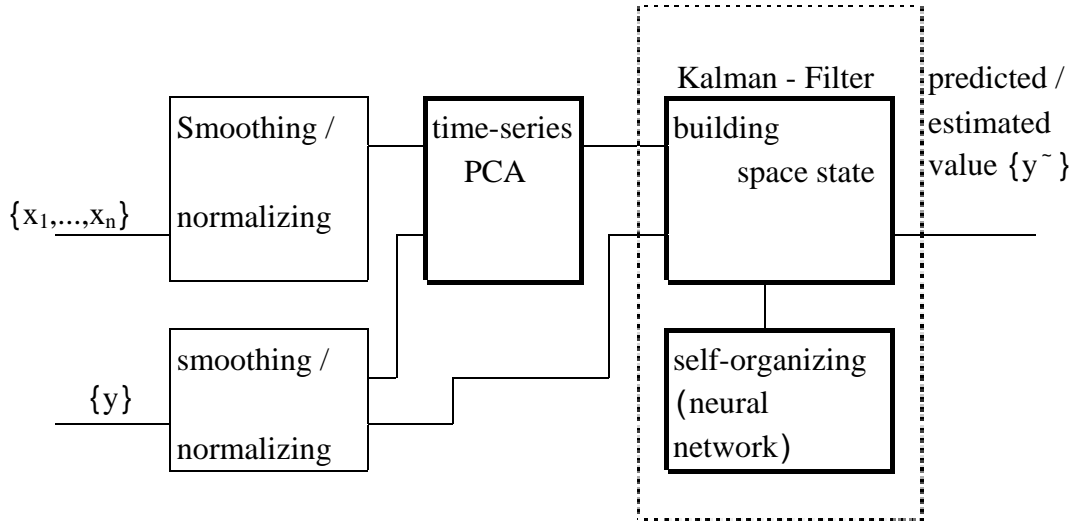 Kalman - Filter
predicted /
estimated
value {y~}
Smoothing /
normalizing
time-series
PCA
building
space state
{x1,...,xn}
smoothing /
normalizing
{y}
self-organizing
(neural
network)